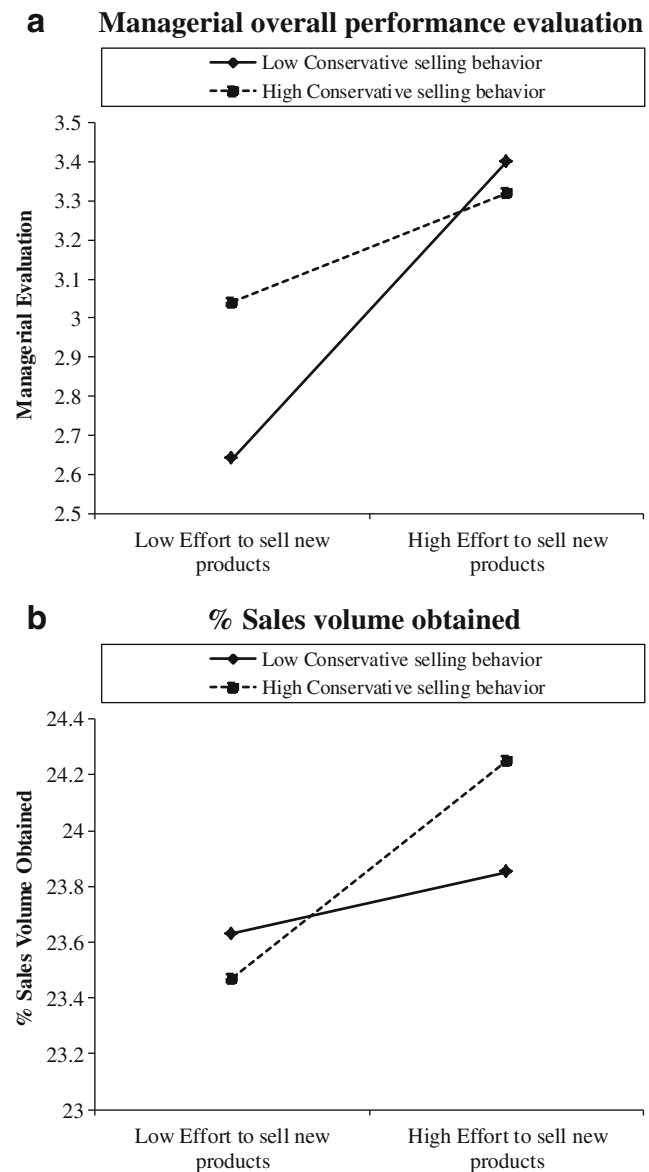 a Managerial overall performance evaluation
Low Conservative selling behavior
High Conservative selling behavior
3.5
3.4
3.3
3.2
3.1
3
2.9
2.8
2.7
2.6
2.5
Managerial Evaluation
Low Effort to sell new
products
High Effort to sell new
products
b % Sales volume obtained
Low Conservative selling behavior
High Conservative selling behavior
24.4
24.2
24
23.8
23.6
23.4
23.2
23
% Sales Volume Obtained
Low Effort to sell new
products
High Effort to sell new
products